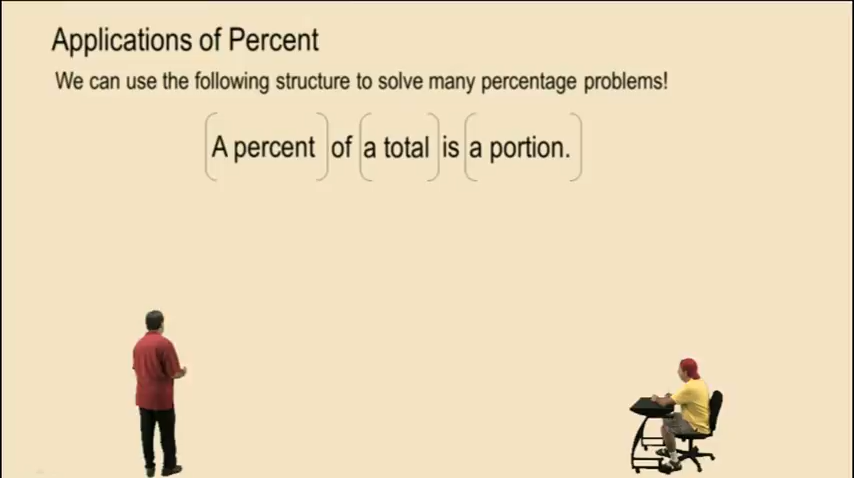 Applications of Percent
We can use the following structure to solve many percentage problems!
(A percent) of (a total) is (a portion.)